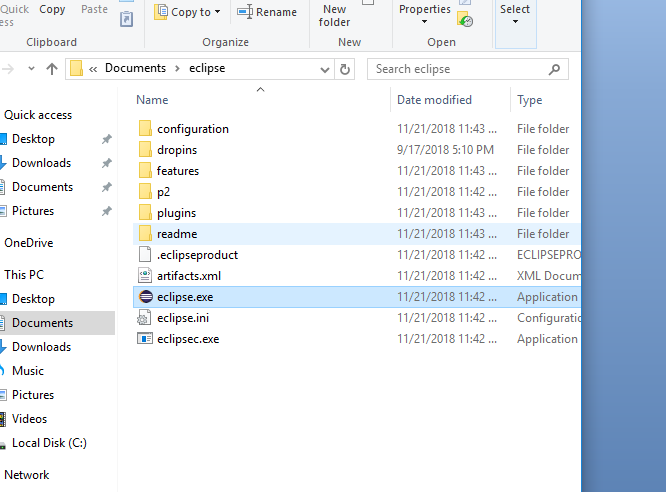 Quick access
Copy
Paste
Copy to
Rename
New folder
Properties
Select
Clipboard
Organize
New
Open
« Documents > eclipse
Search eclipse
Name
Date modified
Type
Quick access
Desktop
Downloads
Documents
Pictures
OneDrive
This PC
Desktop
Documents
Downloads
Music
Pictures
Videos
Local Disk (C:)
Network
configuration 11/21/2018 11:43 ... File folder
dropins 9/17/2018 5:10 PM File folder
features 11/21/2018 11:43 ... File folder
p2 11/21/2018 11:42 ... File folder
plugins 11/21/2018 11:43 ... File folder
readme 11/21/2018 11:43 ... File folder
.eclipseproduct 11/21/2018 11:42 ... ECLIPSEPRO
artifacts.xml 11/21/2018 11:42 ... XML Docum
eclipse.exe 11/21/2018 11:42 ... Application
eclipse.ini 11/21/2018 11:42 ... Configuratio
eclipsec.exe 11/21/2018 11:42 ... Application